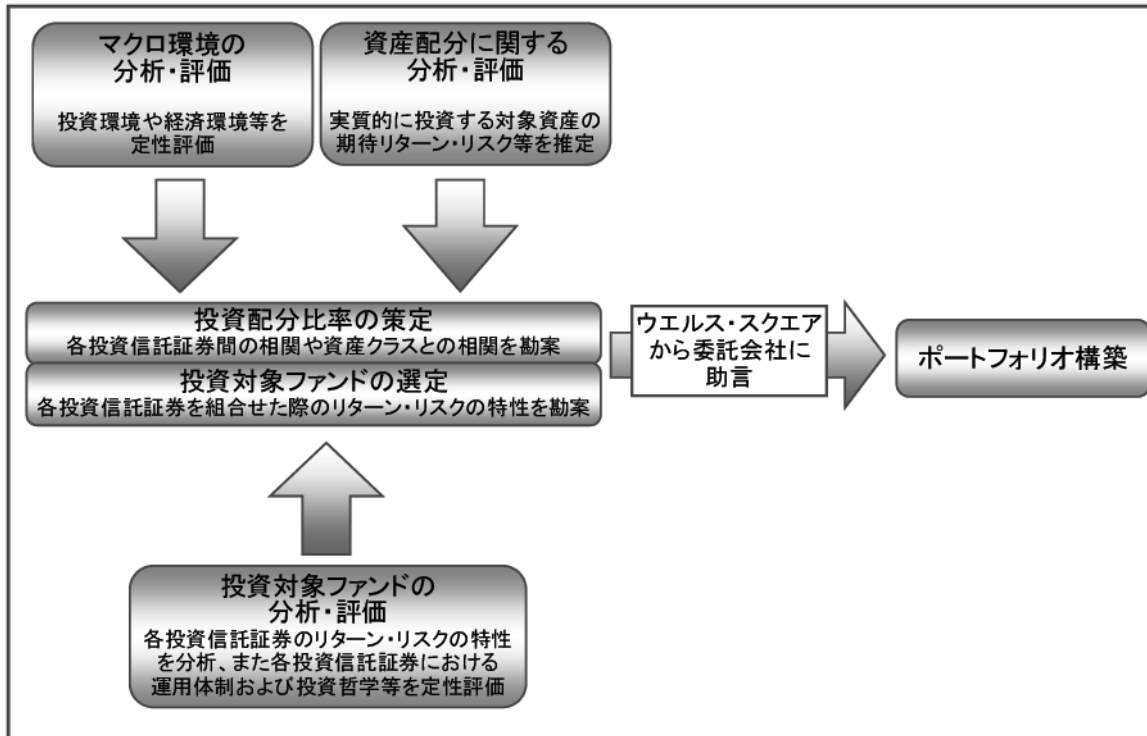 マクロ環境の
分析・評価
投資環境や経済環境等を
定性評価
資産配分に関する
分析・評価
実質的に投資する対象資産の
期待リターン・リスク等を推定
投資配分比率の策定
各投資信託証券間の相関や資産クラスとの相関を勘案
投資対象ファンドの選定
各投資信託証券を組合せた際のリターン・リスクの特性を勘案
ウエルス・スクエア
から委託会社に
助言
ポートフォリオ構築
投資対象ファンドの
分析・評価
各投資信託証券のリターン・リスクの特性
を分析、また各投資信託証券における
運用体制および投資哲学等を定性評価